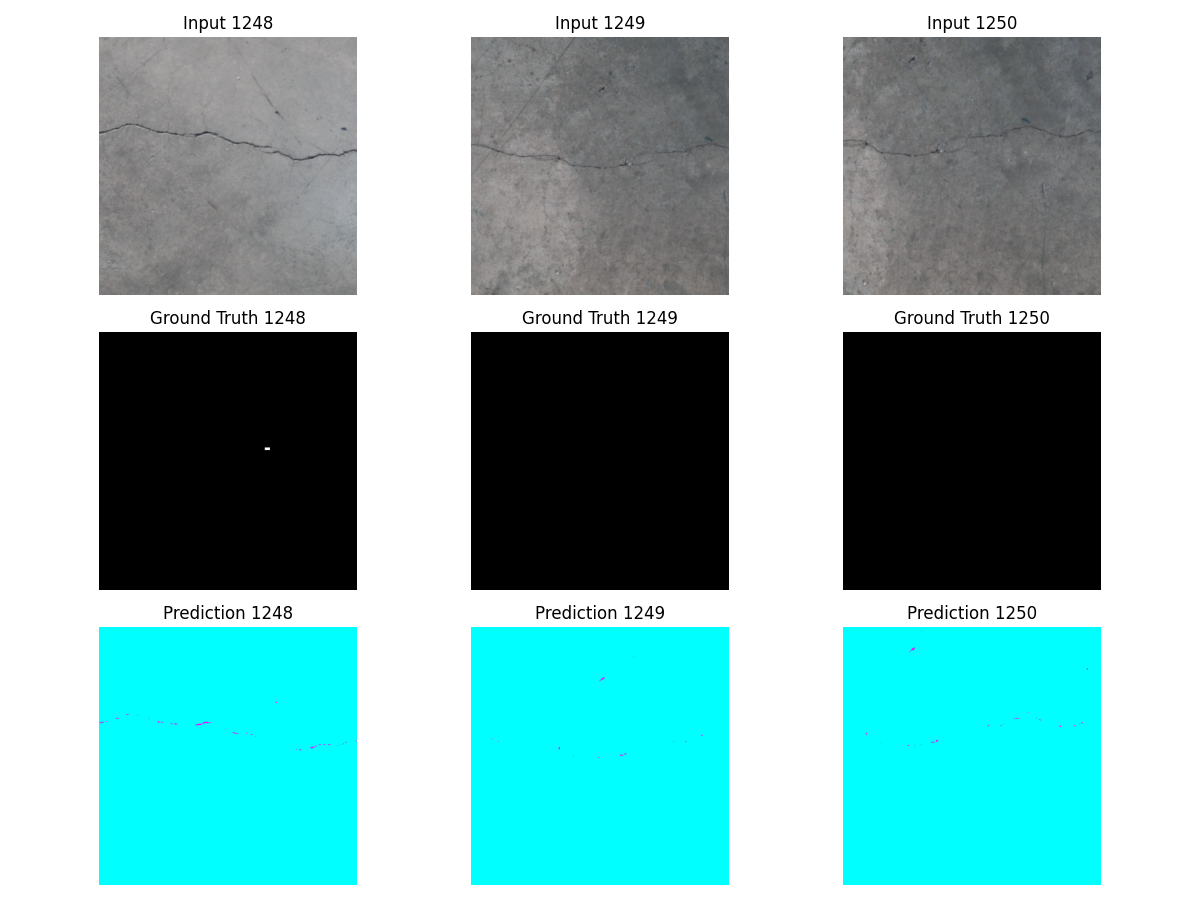 Input 1248
Input 1249
Input 1250
Ground Truth 1248
Ground Truth 1249
Ground Truth 1250
Prediction 1248
Prediction 1249
Prediction 1250